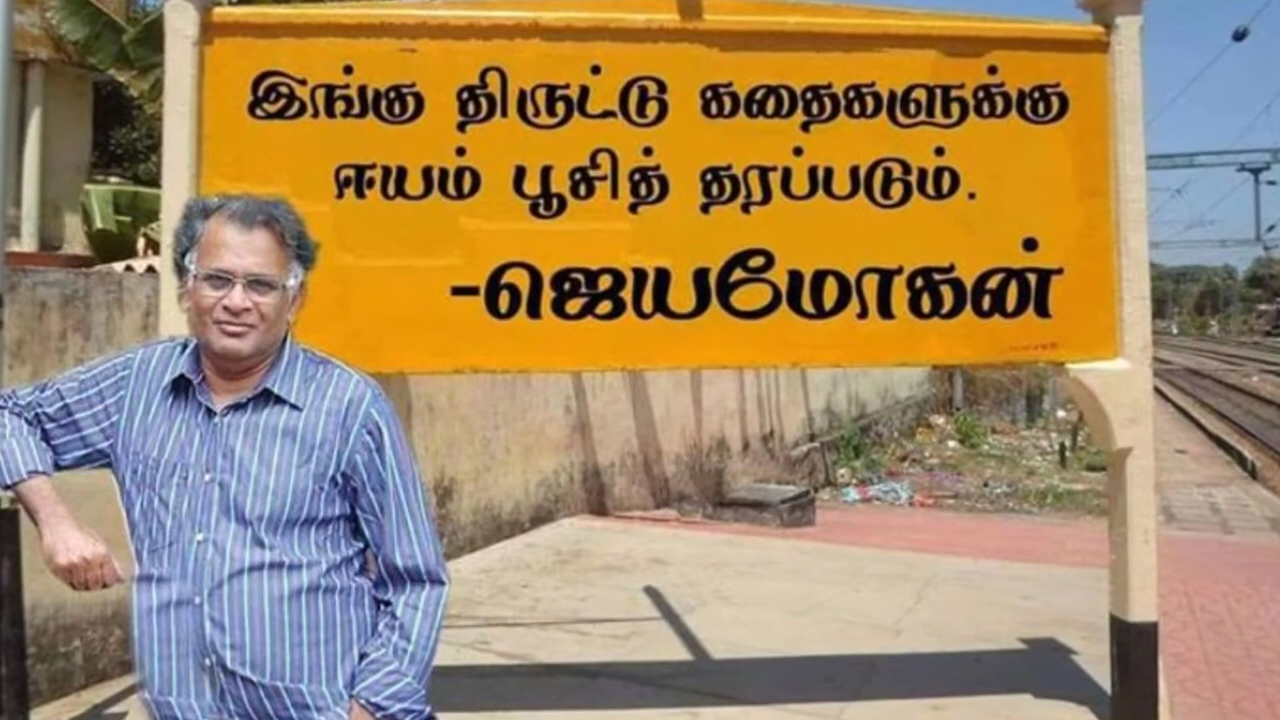 இங்கு திருட்டு கதைகளுக்கு
ஈயம் பூசித் தரப்படும்.
-ஜெயமோகன்